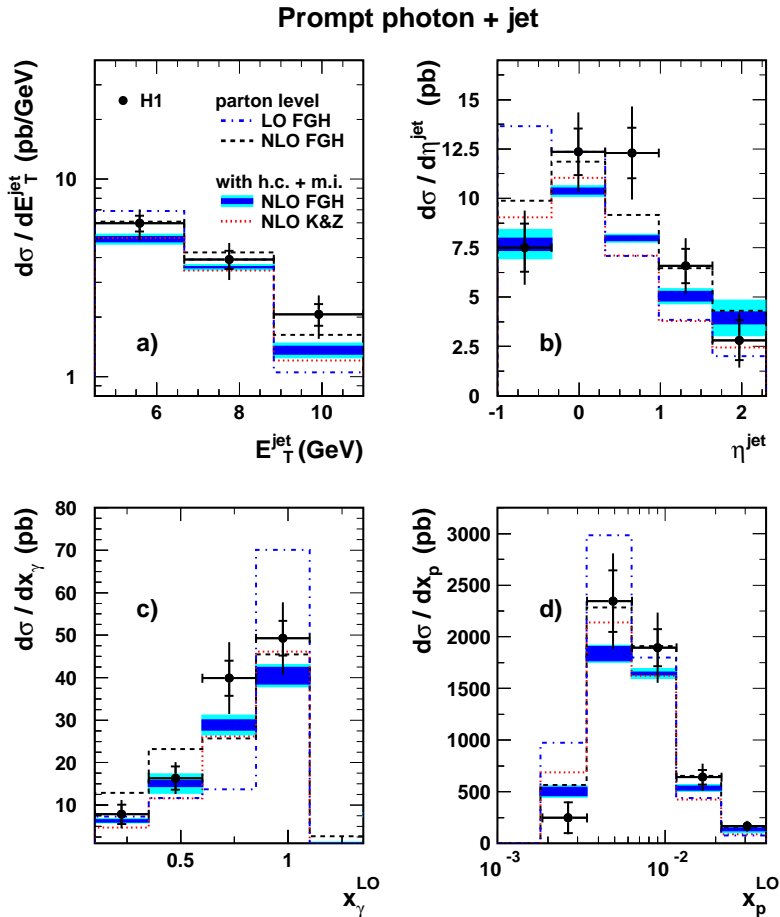 Prompt photon + jet
H1
parton level
LO FGH
NLO FGH
with h.c. + m.i.
NLO FGH
NLO K&Z
dσ / dE_T^jet (pb/GeV)
10
1
a)
6 8 10
E_T^jet (GeV)
dσ / dη^jet (pb)
15
12.5
10
7.5
5
2.5
0
b)
-1 0 1 2
η^jet
dσ / dx_γ (pb)
80
70
60
50
40
30
20
10
c)
0.5 1
x_γ^LO
dσ / dx_p (pb)
3000
2500
2000
1500
1000
500
0
d)
10^-3 10^-2
x_p^LO